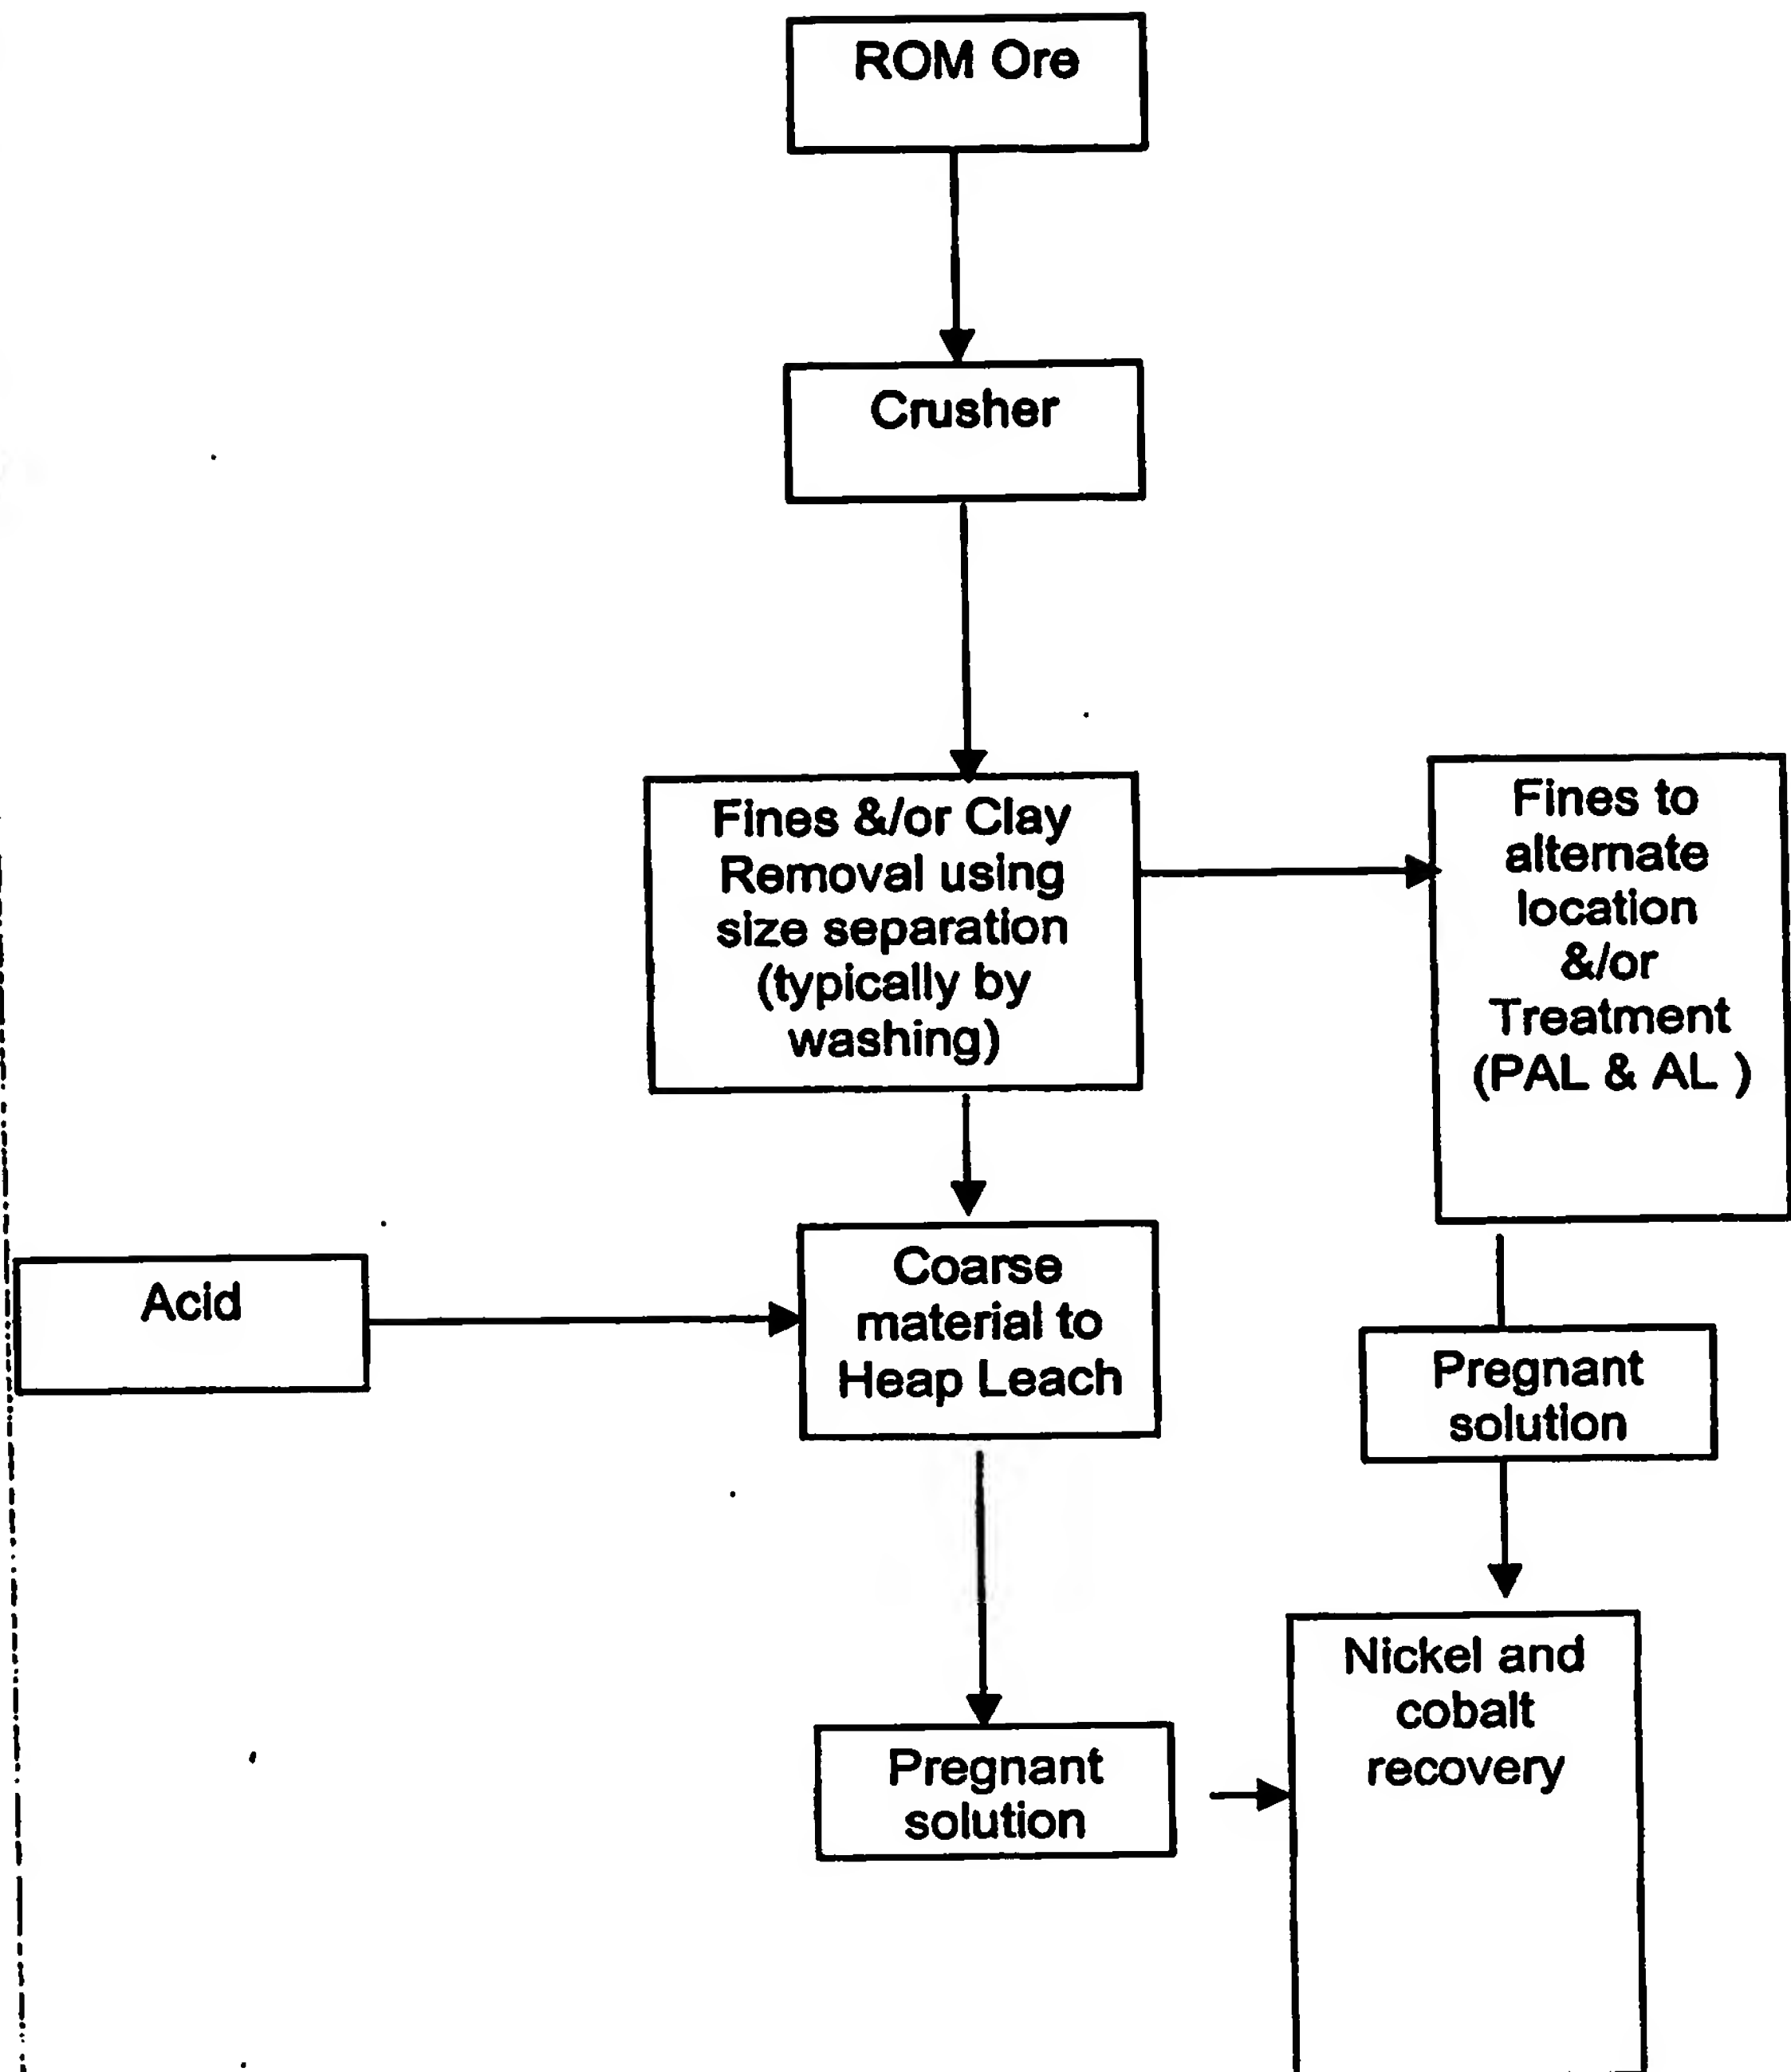 ROM Ore
Crusher
Fines &/or Clay
Removal using
size separation
(typically by
washing)
Fines to
alternate
location
&/or
Treatment
(PAL & AL )
Acid
Coarse
material to
Heap Leach
Pregnant
solution
Pregnant
solution
Nickel and
cobalt
recovery